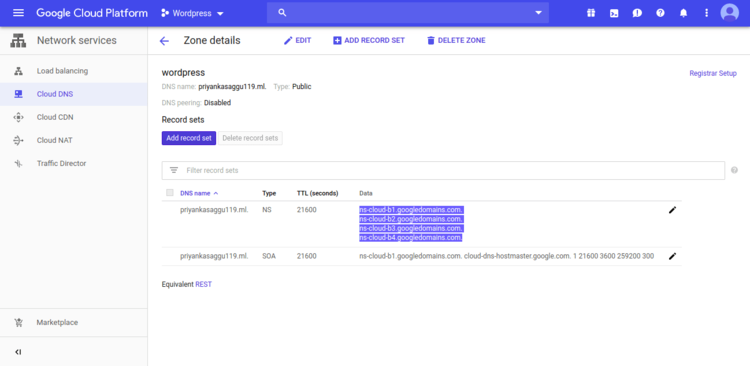 Google Cloud Platform
Wordpress
Network services
Zone details
EDIT
ADD RECORD SET
DELETE ZONE
Load balancing
Cloud DNS
Cloud CDN
Cloud NAT
Traffic Director
Marketplace
wordpress
Registrar Setup
DNS name: priyankasaggu119.ml. Type: Public
DNS peering: Disabled
Record sets
Add record set
Delete record sets
Filter record sets
DNS name Type TTL (seconds) Data
priyankasaggu119.ml. NS 21600 ns-cloud-b1.googledomains.com.
ns-cloud-b2.googledomains.com.
ns-cloud-b3.googledomains.com.
ns-cloud-b4.googledomains.com.
priyankasaggu119.ml. SOA 21600 ns-cloud-b1.googledomains.com. cloud-dns-hostmaster.google.com. 1 21600 3600 259200 300
Equivalent REST